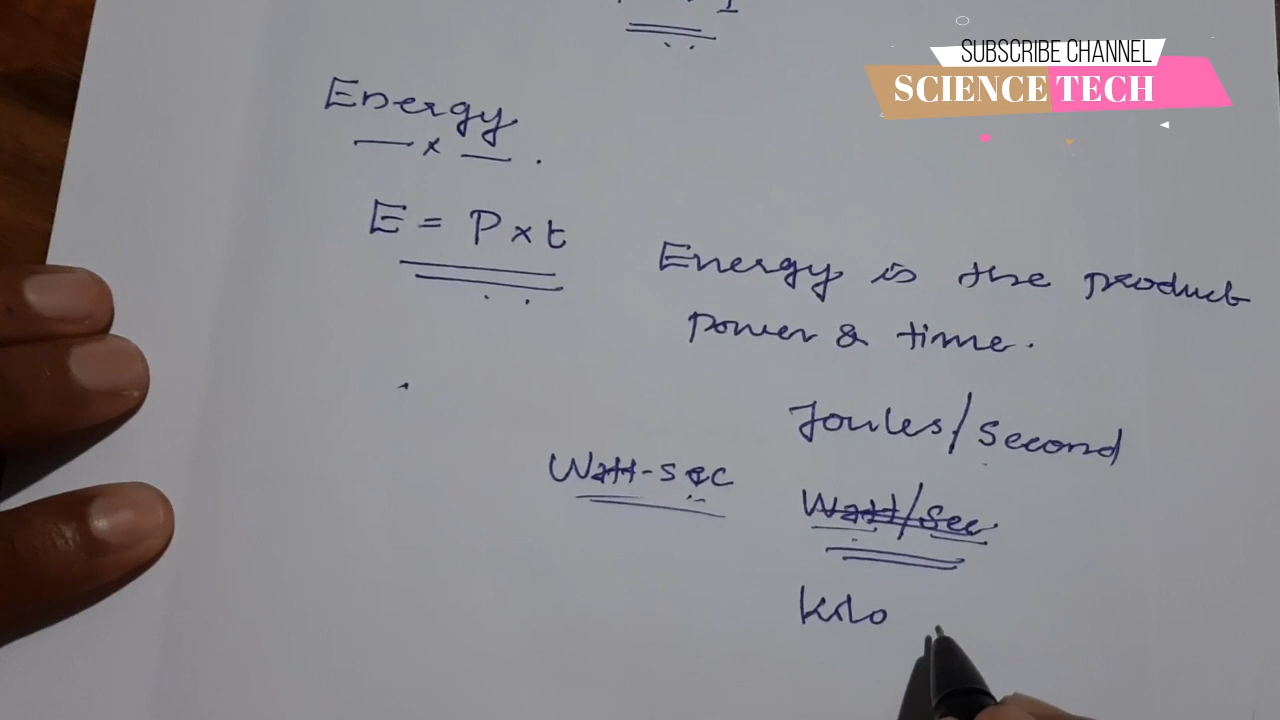 SUBSCRIBE CHANNEL
SCIENCE TECH
Energy
E = P x t
Energy is the product
power & time.
Joules/Second
Watt-sec
Watt/sec
Kilo